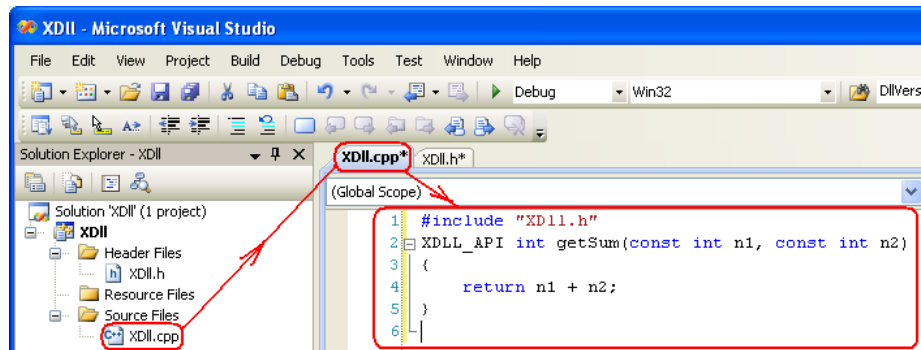 XDll - Microsoft Visual Studio
File Edit View Project Build Debug Tools Test Window Help
Debug Win32 DllVers
Solution Explorer - XDll
XDll.cpp* XDll.h*
(Global Scope)
Solution 'XDll' (1 project)
XDll
Header Files
XDll.h
Resource Files
Source Files
XDll.cpp
1 #include "XDll.h"
2 XDLL_API int getSum(const int n1, const int n2)
3 {
4 return n1 + n2;
5 }
6